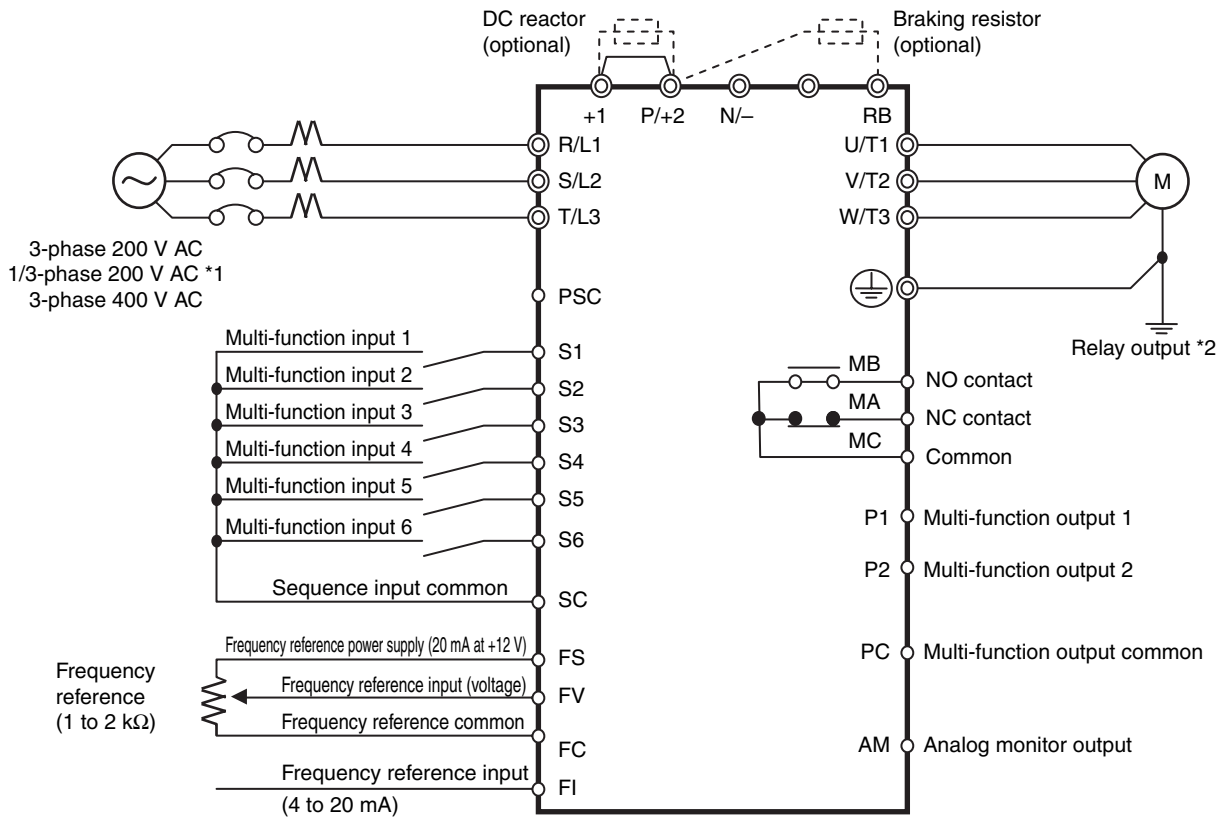 DC reactor
(optional)
Braking resistor
(optional)
+1
P/+2
N/–
RB
R/L1
S/L2
T/L3
U/T1
V/T2
W/T3
M
3-phase 200 V AC
1/3-phase 200 V AC *1
3-phase 400 V AC
PSC
Relay output *2
Multi-function input 1
S1
Multi-function input 2
S2
Multi-function input 3
S3
Multi-function input 4
S4
Multi-function input 5
S5
Multi-function input 6
S6
Sequence input common
SC
MB
NO contact
MA
NC contact
MC
Common
P1
Multi-function output 1
P2
Multi-function output 2
PC
Multi-function output common
AM
Analog monitor output
Frequency
reference
(1 to 2 kΩ)
Frequency reference power supply (20 mA at +12 V)
FS
Frequency reference input (voltage)
FV
Frequency reference common
FC
Frequency reference input
(4 to 20 mA)
FI